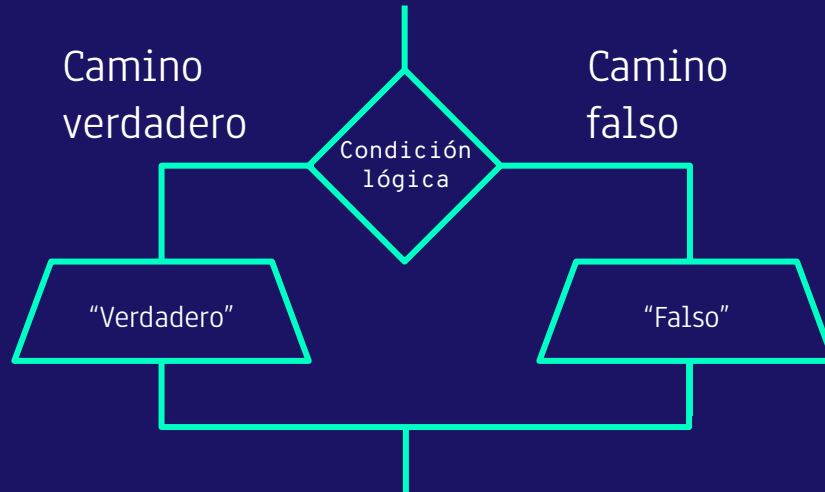 Camino
verdadero
Camino
falso
Condición
lógica
“Verdadero”
“Falso”